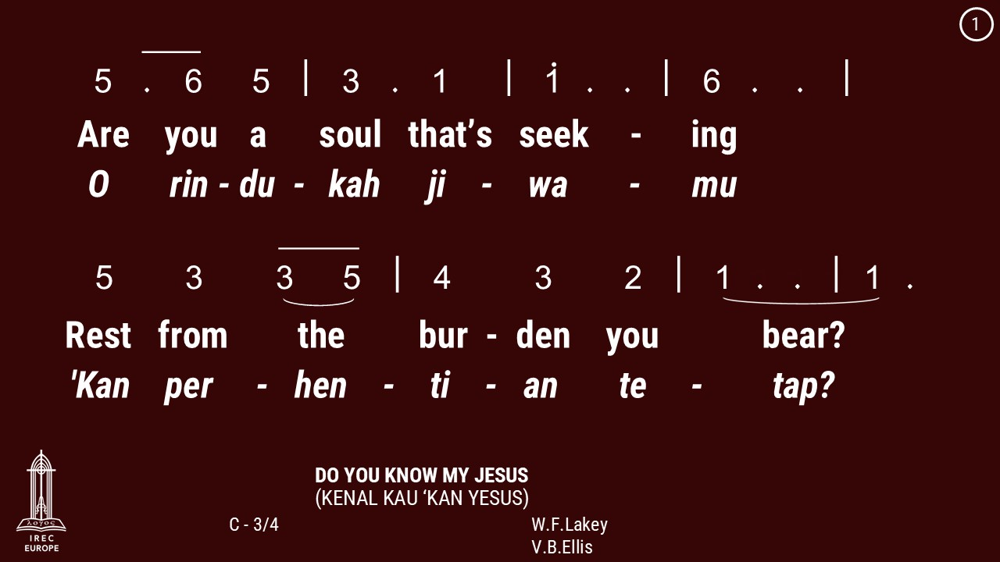 1
5 . 6 5 | 3 . 1 | 1̇ . . | 6 . . |
Are you a soul that’s seek - ing
O rin - du - kah ji - wa - mu
5 3 3 5 | 4 3 2 | 1 . . | 1 .
Rest from the bur - den you bear?
'Kan per - hen - ti - an te - tap?
DO YOU KNOW MY JESUS
(KENAL KAU ‘KAN YESUS)
C - 3/4
W.F.Lakey
V.B.Ellis
λογος
IREC
EUROPE